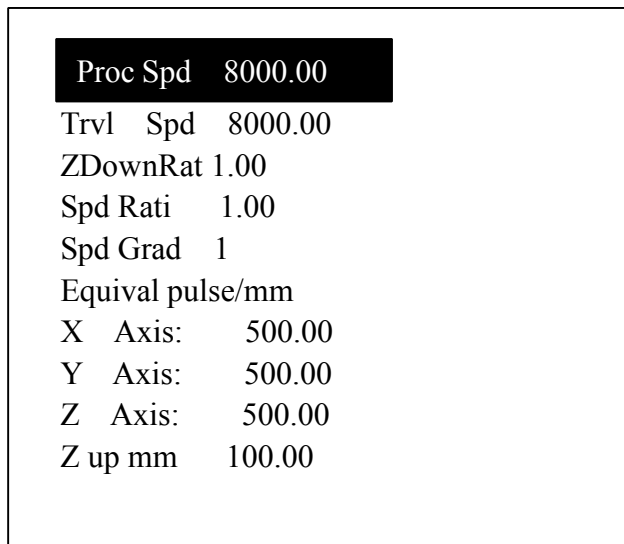 Proc Spd 8000.00
Trvl Spd 8000.00
ZDownRat 1.00
Spd Rati 1.00
Spd Grad 1
Equival pulse/mm
X Axis: 500.00
Y Axis: 500.00
Z Axis: 500.00
Z up mm 100.00